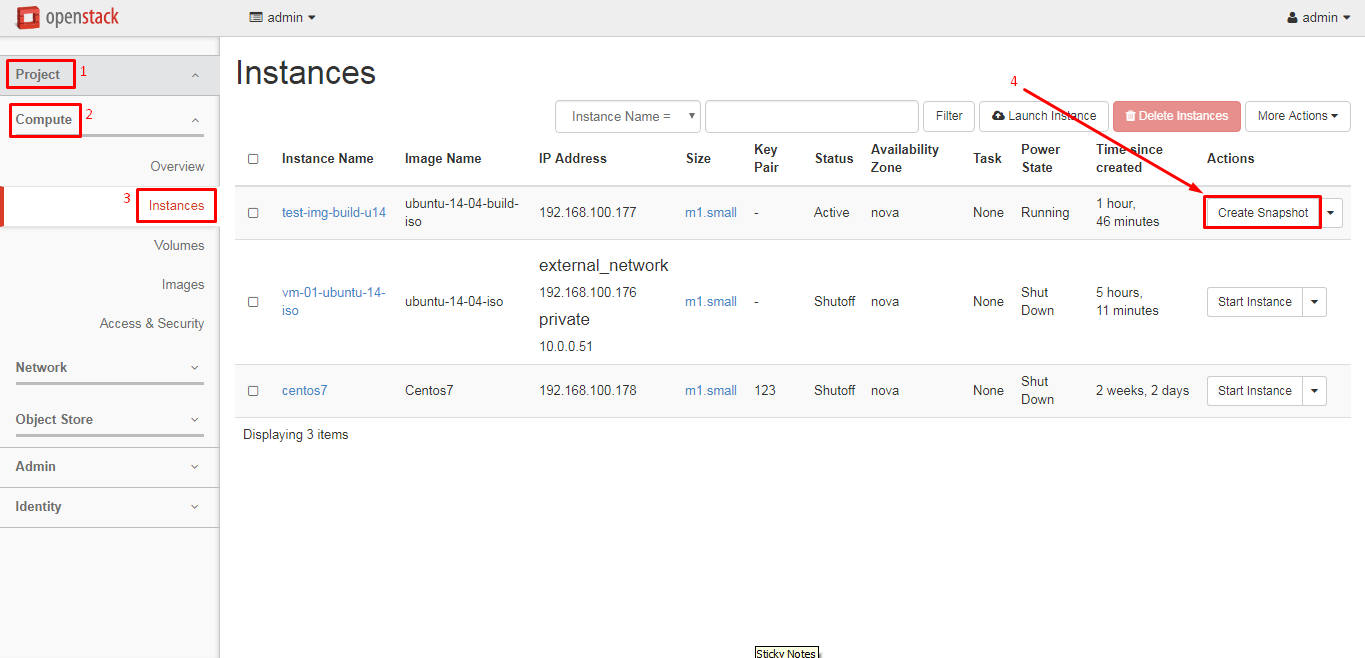 openstack
admin
admin
Project 1
Compute 2
Overview
3 Instances
Volumes
Images
Access & Security
Network
Object Store
Admin
Identity
Instances
4
Instance Name =
Filter
Launch Instance
Delete Instances
More Actions
Instance Name Image Name IP Address Size Key Pair Status Availability Zone Task Power State Time since created Actions
test-img-build-u14 ubuntu-14-04-build-iso 192.168.100.177 m1.small - Active nova None Running 1 hour, 46 minutes Create Snapshot
vm-01-ubuntu-14-iso ubuntu-14-04-iso external_network 192.168.100.176 private 10.0.0.51 m1.small - Shutoff nova None Shut Down 5 hours, 11 minutes Start Instance
centos7 Centos7 192.168.100.178 m1.small 123 Shutoff nova None Shut Down 2 weeks, 2 days Start Instance
Displaying 3 items
Sticky Notes